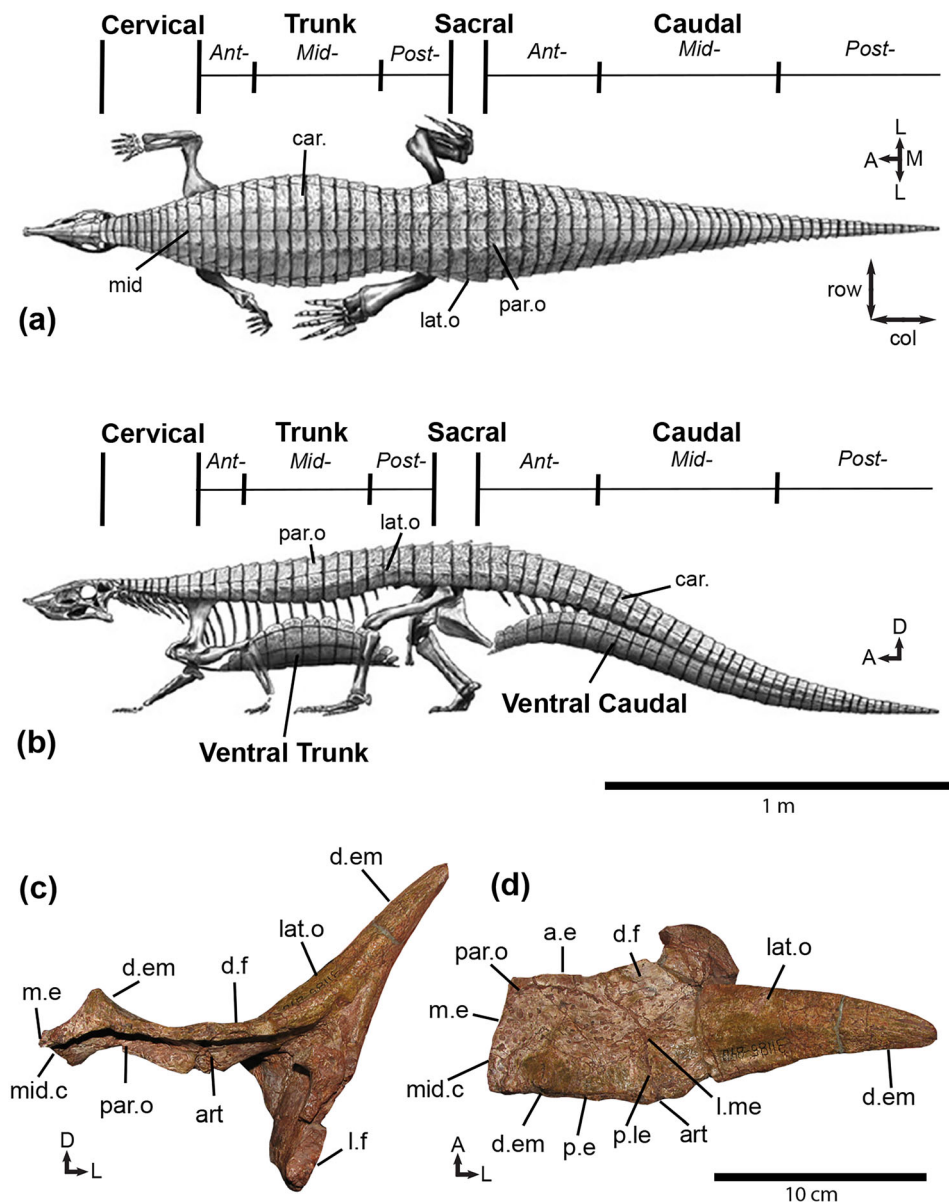 Cervical Trunk Sacral Caudal
Ant- Mid- Post- Ant- Mid- Post-
car.
L
A M
L
mid
row
lat.o par.o
(a)
col
Cervical Trunk Sacral Caudal
Ant- Mid- Post- Ant- Mid- Post-
par.o lat.o
car.
D
A
Ventral Caudal
(b)
Ventral Trunk
1 m
(c)
d.em
lat.o
d.em d.f
m.e
mid.c
par.o art
l.f
D
L
(d)
a.e d.f
par.o lat.o
m.e
mid.c
l.me d.em
d.em p.e p.le art
A
L
10 cm